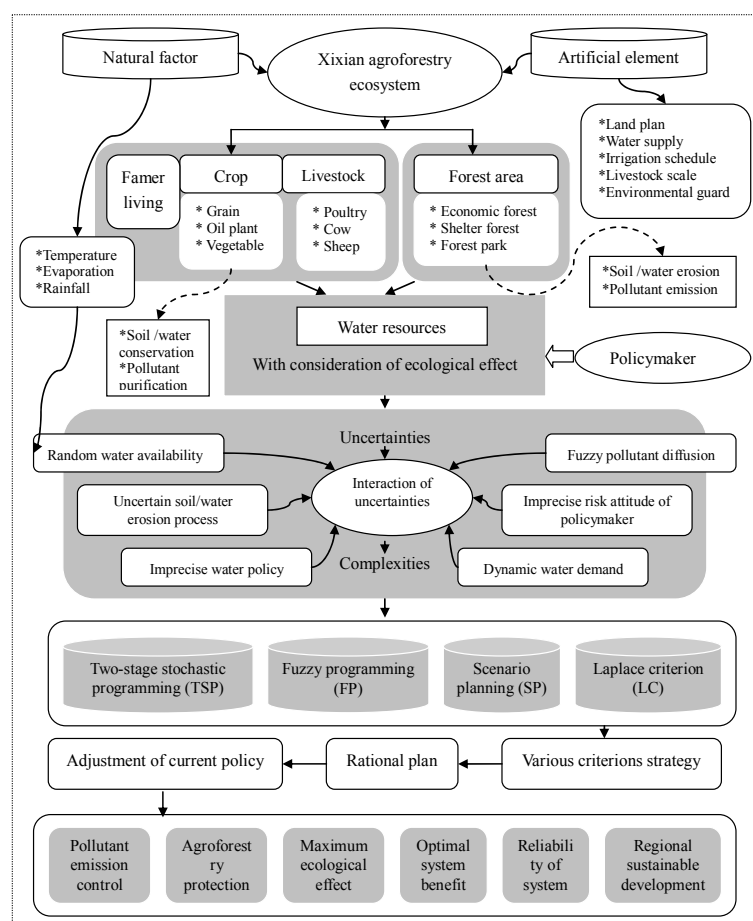 Natural factor
Xixian agroforestry
ecosystem
Artificial element
*Land plan
*Water supply
*Irrigation schedule
*Livestock scale
*Environmental guard
Famer
living
Crop
* Grain
* Oil plant
* Vegetable
Livestock
* Poultry
* Cow
* Sheep
Forest area
* Economic forest
* Shelter forest
* Forest park
*Temperature
*Evaporation
*Rainfall
*Soil /water erosion
*Pollutant emission
*Soil /water
conservation
*Pollutant
purification
Water resources
With consideration of ecological effect
Policymaker
Uncertainties
Random water availability
Fuzzy pollutant diffusion
Interaction of
uncertainties
Uncertain soil/water
erosion process
Imprecise risk attitude of
policymaker
Imprecise water policy
Complexities
Dynamic water demand
Two-stage stochastic
programming (TSP)
Fuzzy programming
(FP)
Scenario
planning (SP)
Laplace criterion
(LC)
Adjustment of current policy
Rational plan
Various criterions strategy
Pollutant
emission
control
Agroforest
ry
protection
Maximum
ecological
effect
Optimal
system
benefit
Reliabili
ty of
system
Regional
sustainable
development